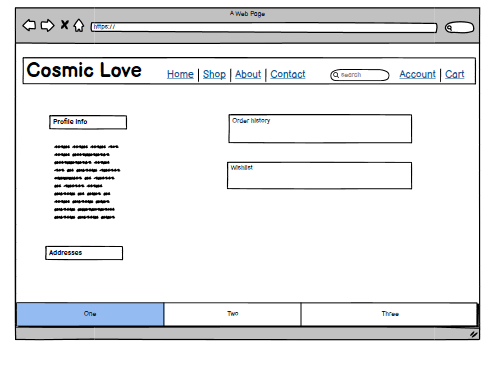 A Web Page
https://
Cosmic Love
Home | Shop | About | Contact
search
Account | Cart
Profile Info
Order history
Wishlist
Addresses
One
Two
Three